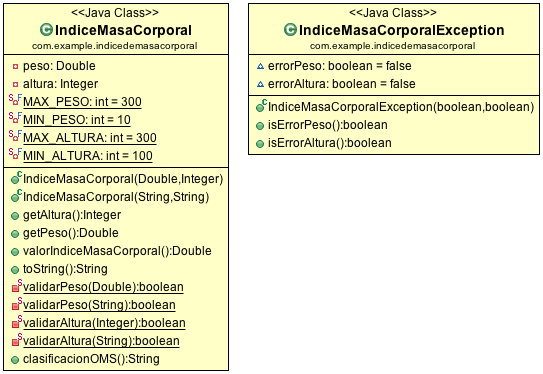 <<Java Class>>
IndiceMasaCorporal
com.example.indicedemasacorporal
peso: Double
altura: Integer
MAX_PESO: int = 300
MIN_PESO: int = 10
MAX_ALTURA: int = 300
MIN_ALTURA: int = 100
IndiceMasaCorporal(Double,Integer)
IndiceMasaCorporal(String,String)
getAltura():Integer
getPeso():Double
valorIndiceMasaCorporal():Double
toString():String
validarPeso(Double):boolean
validarPeso(String):boolean
validarAltura(Integer):boolean
validarAltura(String):boolean
clasificacionOMS():String
<<Java Class>>
IndiceMasaCorporalException
com.example.indicedemasacorporal
errorPeso: boolean = false
errorAltura: boolean = false
IndiceMasaCorporalException(boolean,boolean)
isErrorPeso():boolean
isErrorAltura():boolean